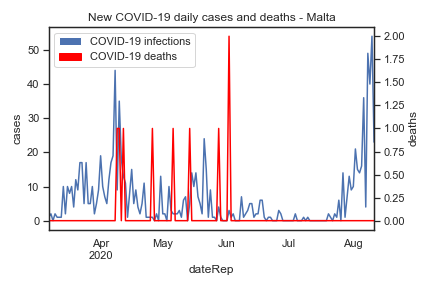 New COVID-19 daily cases and deaths - Malta
COVID-19 infections
COVID-19 deaths
50
40
30
20
10
0
cases
2.00
1.75
1.50
1.25
1.00
0.75
0.50
0.25
0.00
deaths
Apr May Jun Jul Aug
2020
dateRep